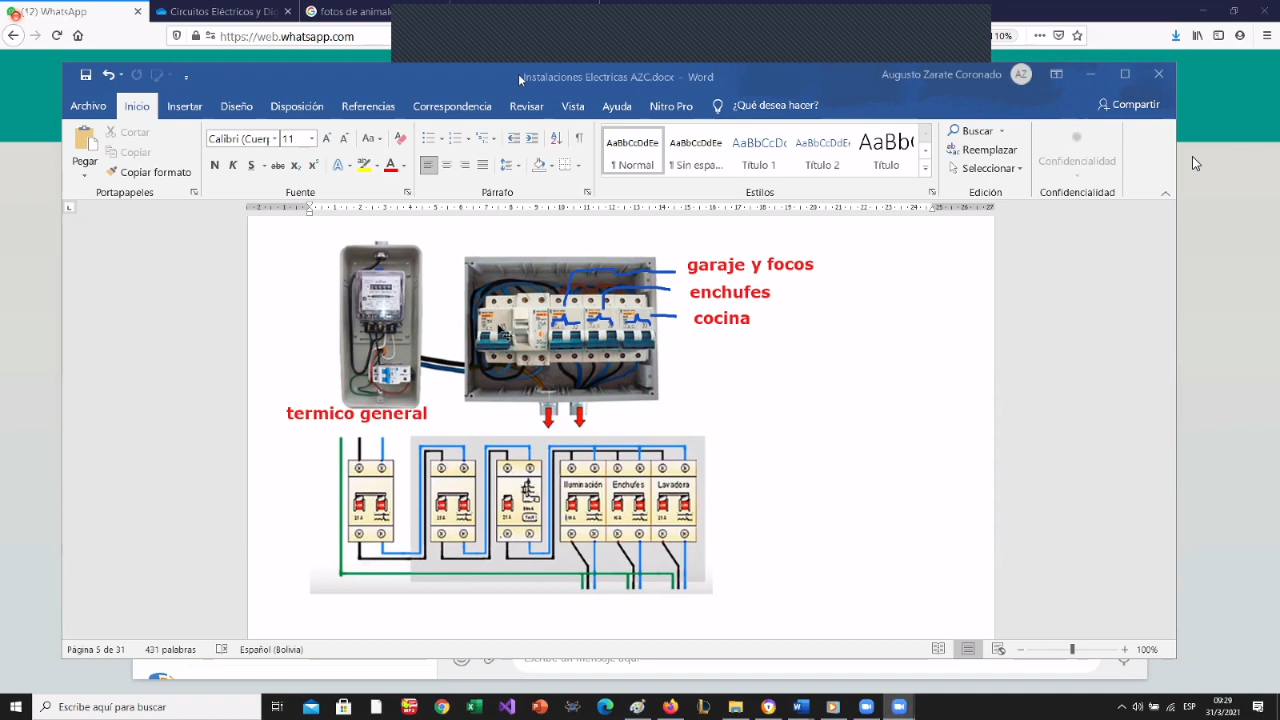 (12) WhatsApp
Circuitos Eléctricos y Dig
fotos de animale
https://web.whatsapp.com
110%
Instalaciones Electricas AZC.docx - Word
Augusto Zarate Coronado
AZ
Archivo Inicio Insertar Diseño Disposición Referencias Correspondencia Revisar Vista Ayuda Nitro Pro ¿Qué desea hacer?
Compartir
Pegar
Cortar
Copiar
Copiar formato
Portapapeles
Calibri (Cuerp 11
Fuente
Párrafo
AaBbCcDdEe AaBbCcDdEe AaBbCcDc AaBbCcDdEe AaBb(
¶ Normal ¶ Sin espa... Título 1 Título 2 Título
Estilos
Buscar
Reemplazar
Seleccionar
Edición
Confidencialidad
Confidencialidad
garaje y focos
enchufes
cocina
termico general
Iluminación Enchufes Lavadora
Página 5 de 31 431 palabras Español (Bolivia)
100%
Escribe un mensaje aquí
Escribe aquí para buscar
ESP
09:29
31/3/2021